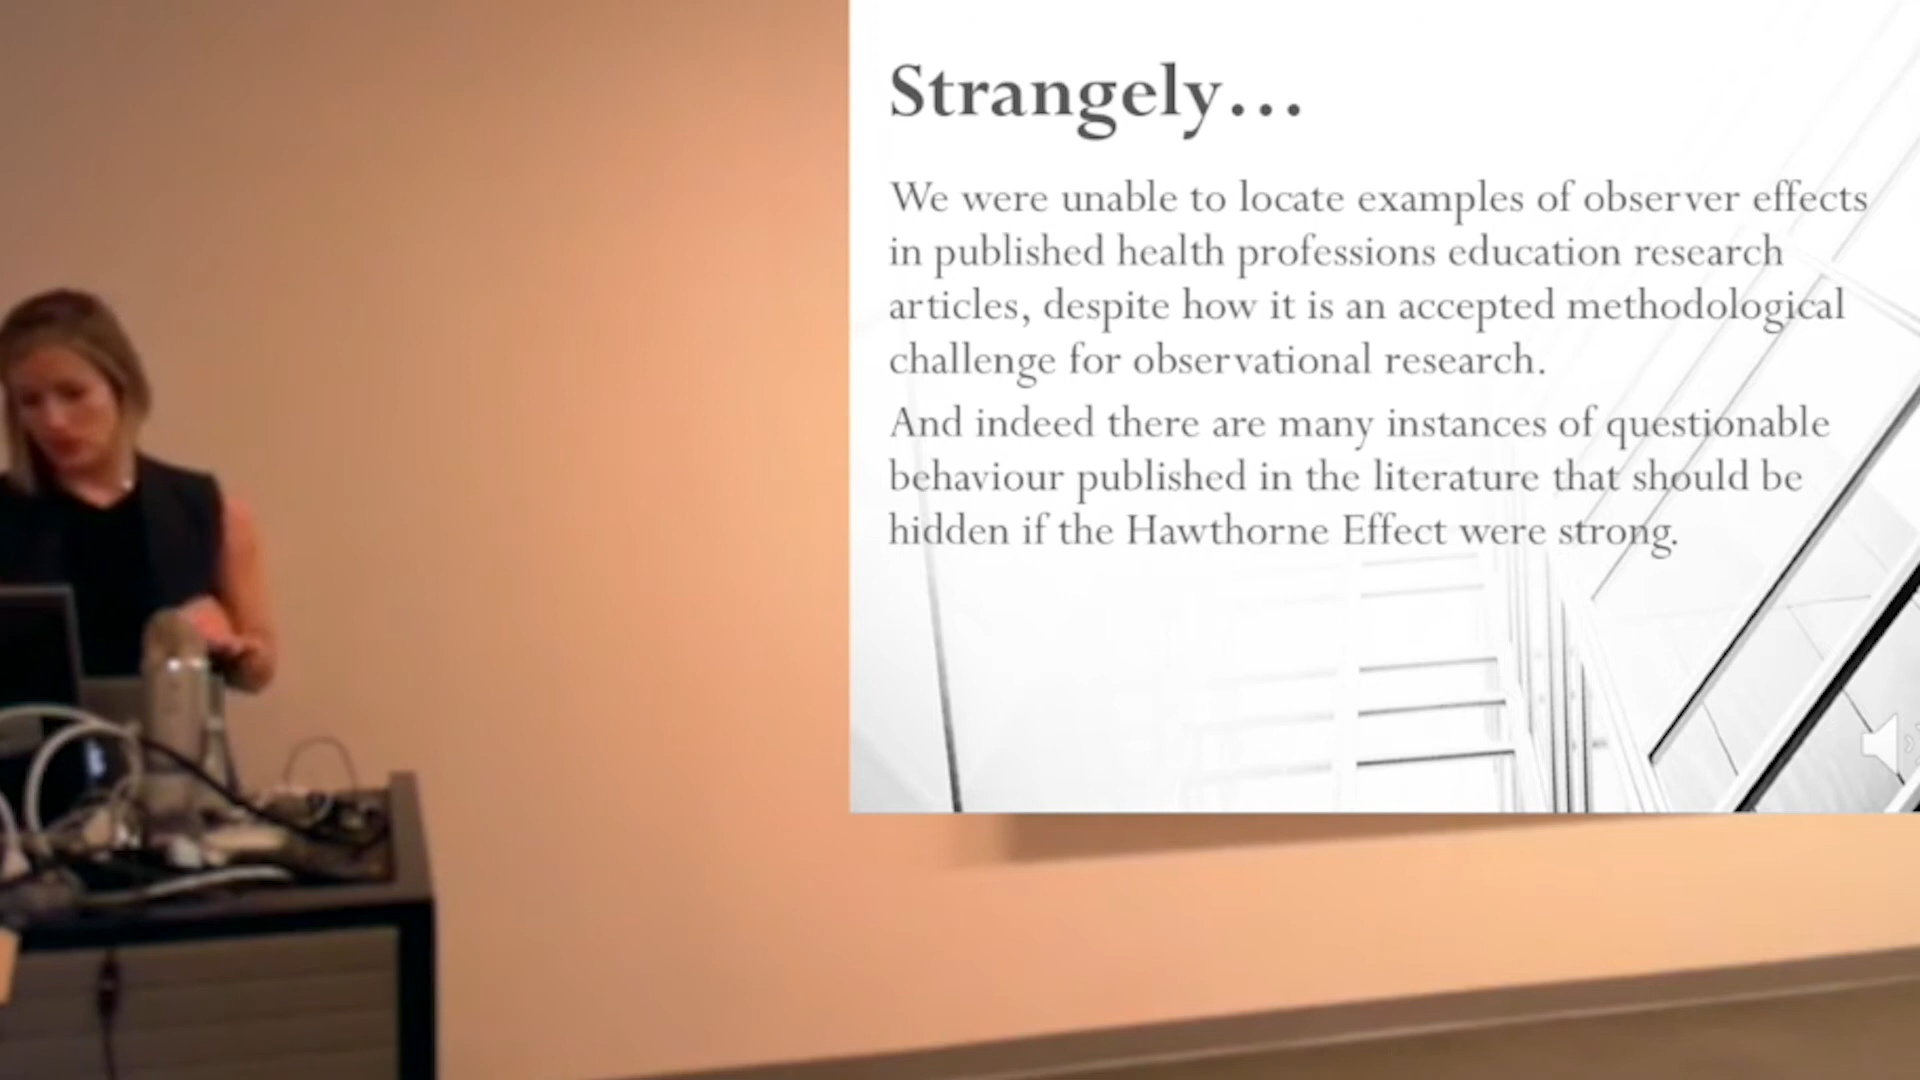 Strangely...
We were unable to locate examples of observer effects
in published health professions education research
articles, despite how it is an accepted methodological
challenge for observational research.
And indeed there are many instances of questionable
behaviour published in the literature that should be
hidden if the Hawthorne Effect were strong.